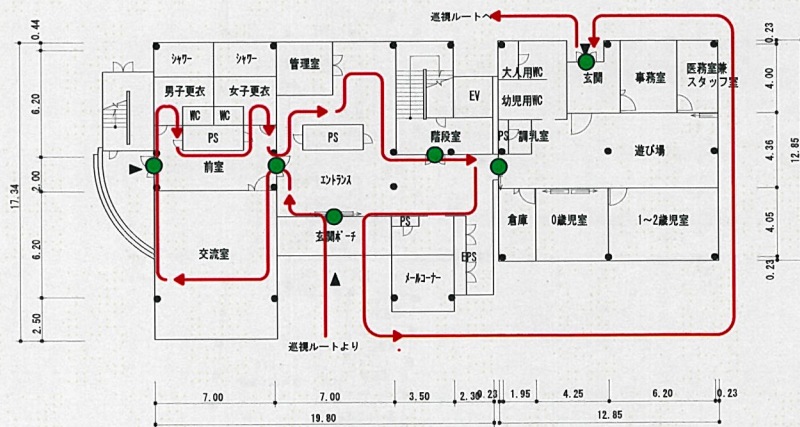 巡視ルートへ
シャワー
シャワー
管理室
大人用WC
玄関
事務室
医務室兼
スタッフ室
男子更衣
女子更衣
EV
幼児用WC
WC
WC
PS
PS
階段室
PS
調乳室
遊び場
前室
エントランス
倉庫
0歳児室
1~2歳児室
玄関ポーチ
PS
交流室
EPS
メールコーナー
巡視ルートより
0.44
6.20
2.00
6.20
2.50
17.34
0.23
4.00
4.36
4.05
0.23
12.85
7.00
7.00
3.50
2.30
0.23
1.95
4.25
6.20
0.23
19.80
12.85